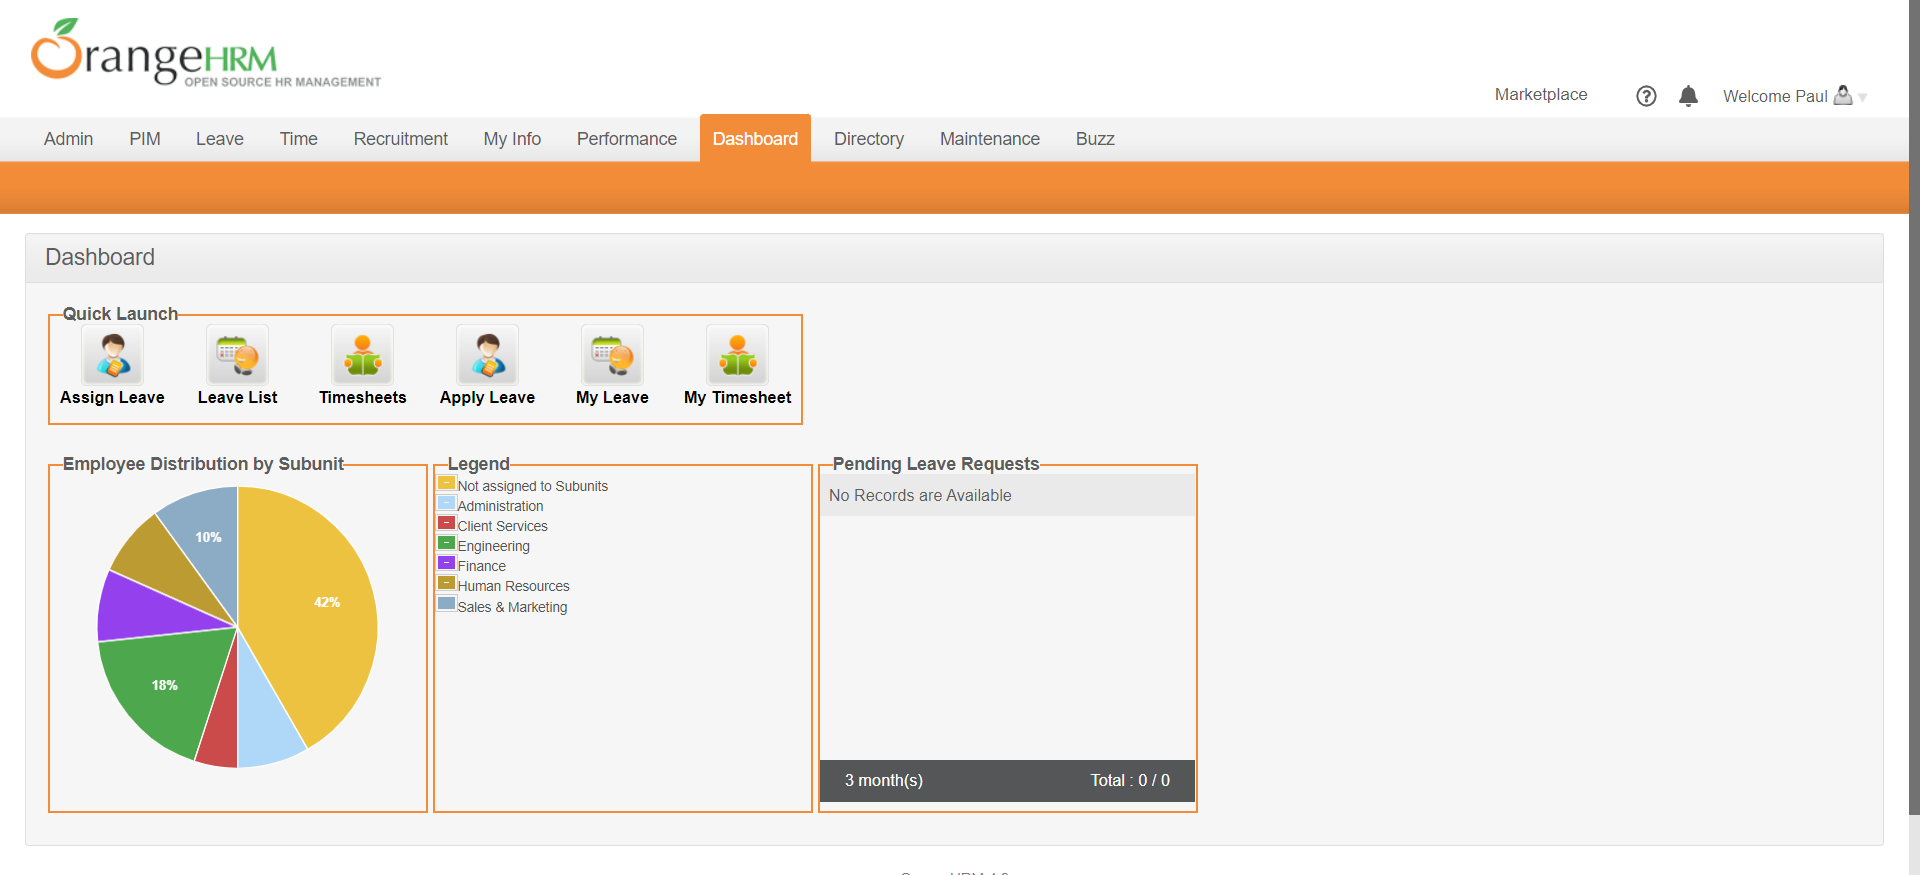 OrangeHRM
OPEN SOURCE HR MANAGEMENT
Marketplace
Welcome Paul
Admin PIM Leave Time Recruitment My Info Performance Dashboard Directory Maintenance Buzz
Dashboard
Quick Launch
Assign Leave Leave List Timesheets Apply Leave My Leave My Timesheet
Employee Distribution by Subunit
10%
42%
18%
Legend
Not assigned to Subunits
Administration
Client Services
Engineering
Finance
Human Resources
Sales & Marketing
Pending Leave Requests
No Records are Available
3 month(s) Total : 0 / 0